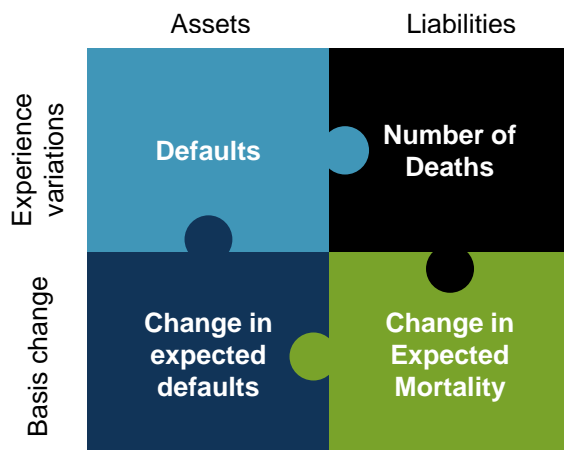 Assets
Liabilities
Experience
variations
Defaults
Number of
Deaths
Basis change
Change in
expected
defaults
Change in
Expected
Mortality